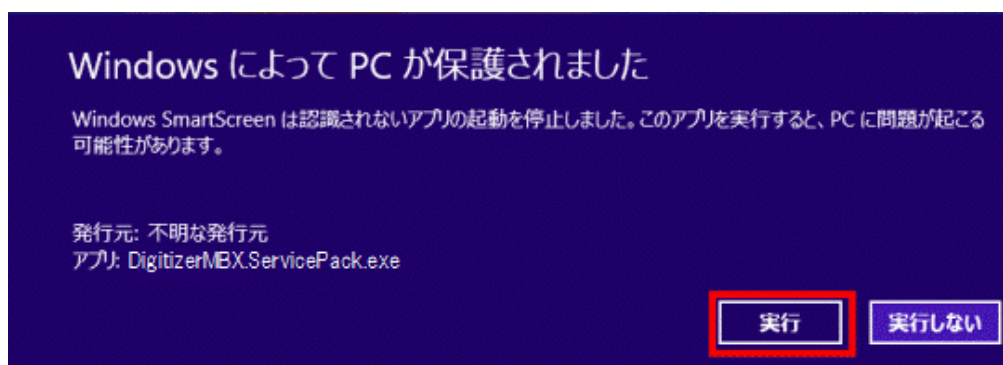 Windows によって PC が保護されました
Windows SmartScreen は認識されないアプリの起動を停止しました。このアプリを実行すると、PC に問題が起こる
可能性があります。
発行元: 不明な発行元
アプリ: DigitizerMBX.ServicePack.exe
実行 実行しない